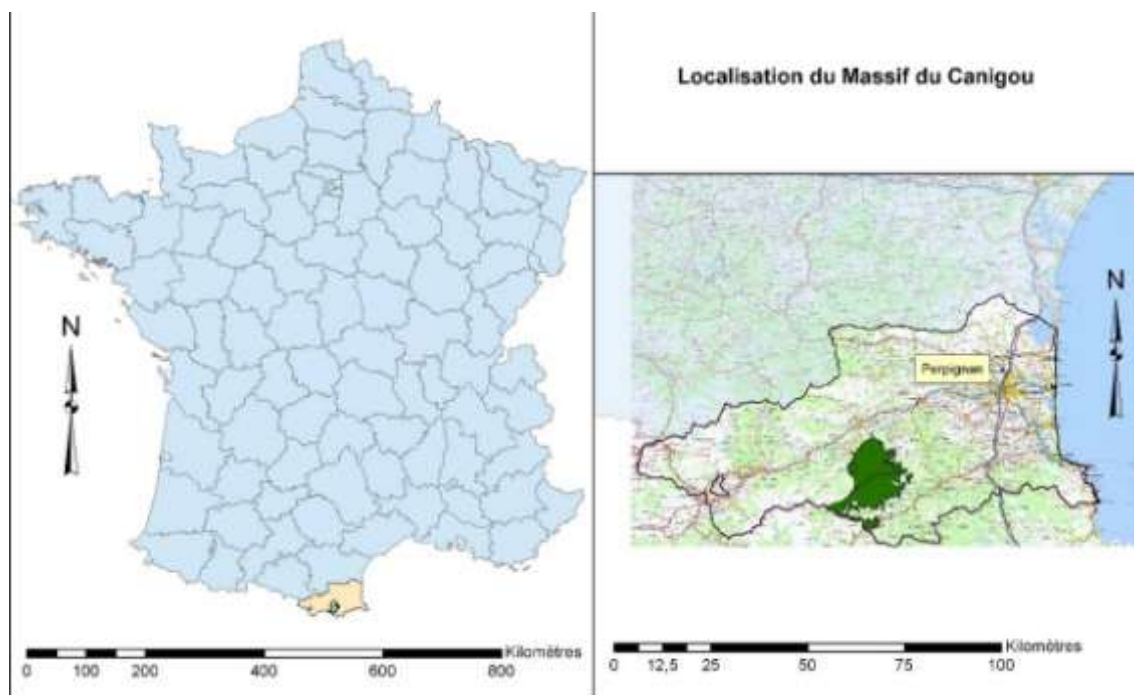 Localisation du Massif du Canigou
N
N
Perpignan
Kilomètres
0 100 200 400 600 800
Kilomètres
0 12,5 25 50 75 100